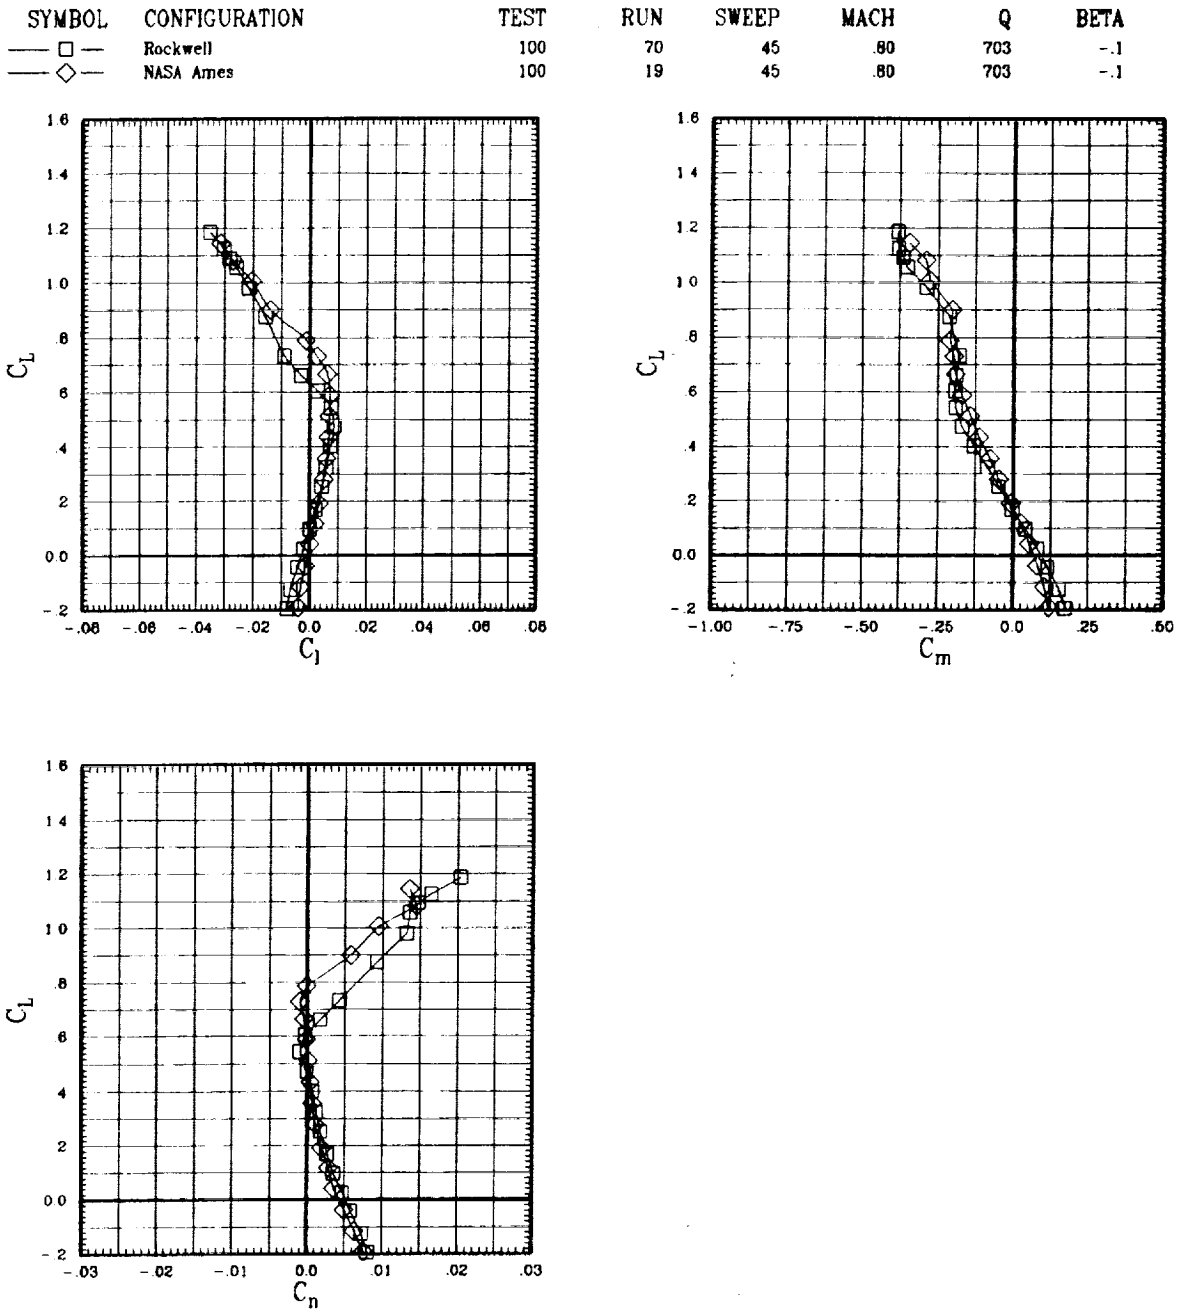 SYMBOL CONFIGURATION TEST RUN SWEEP MACH Q BETA
Rockwell 100 70 45 .80 703 -.1
NASA Ames 100 19 45 .80 703 -.1
1.6
1.4
1.2
1.0
.8
.6
.4
.2
0.0
-.2
C_L
-.08 -.06 -.04 -.02 0.0 .02 .04 .06 .08
C_l
1.6
1.4
1.2
1.0
.8
.6
.4
.2
0.0
-.2
C_L
-1.00 -.75 -.50 -.25 0.0 .25 .50
C_m
1.6
1.4
1.2
1.0
.8
.6
.4
.2
0.0
-.2
C_L
-.03 -.02 -.01 0.0 .01 .02 .03
C_n